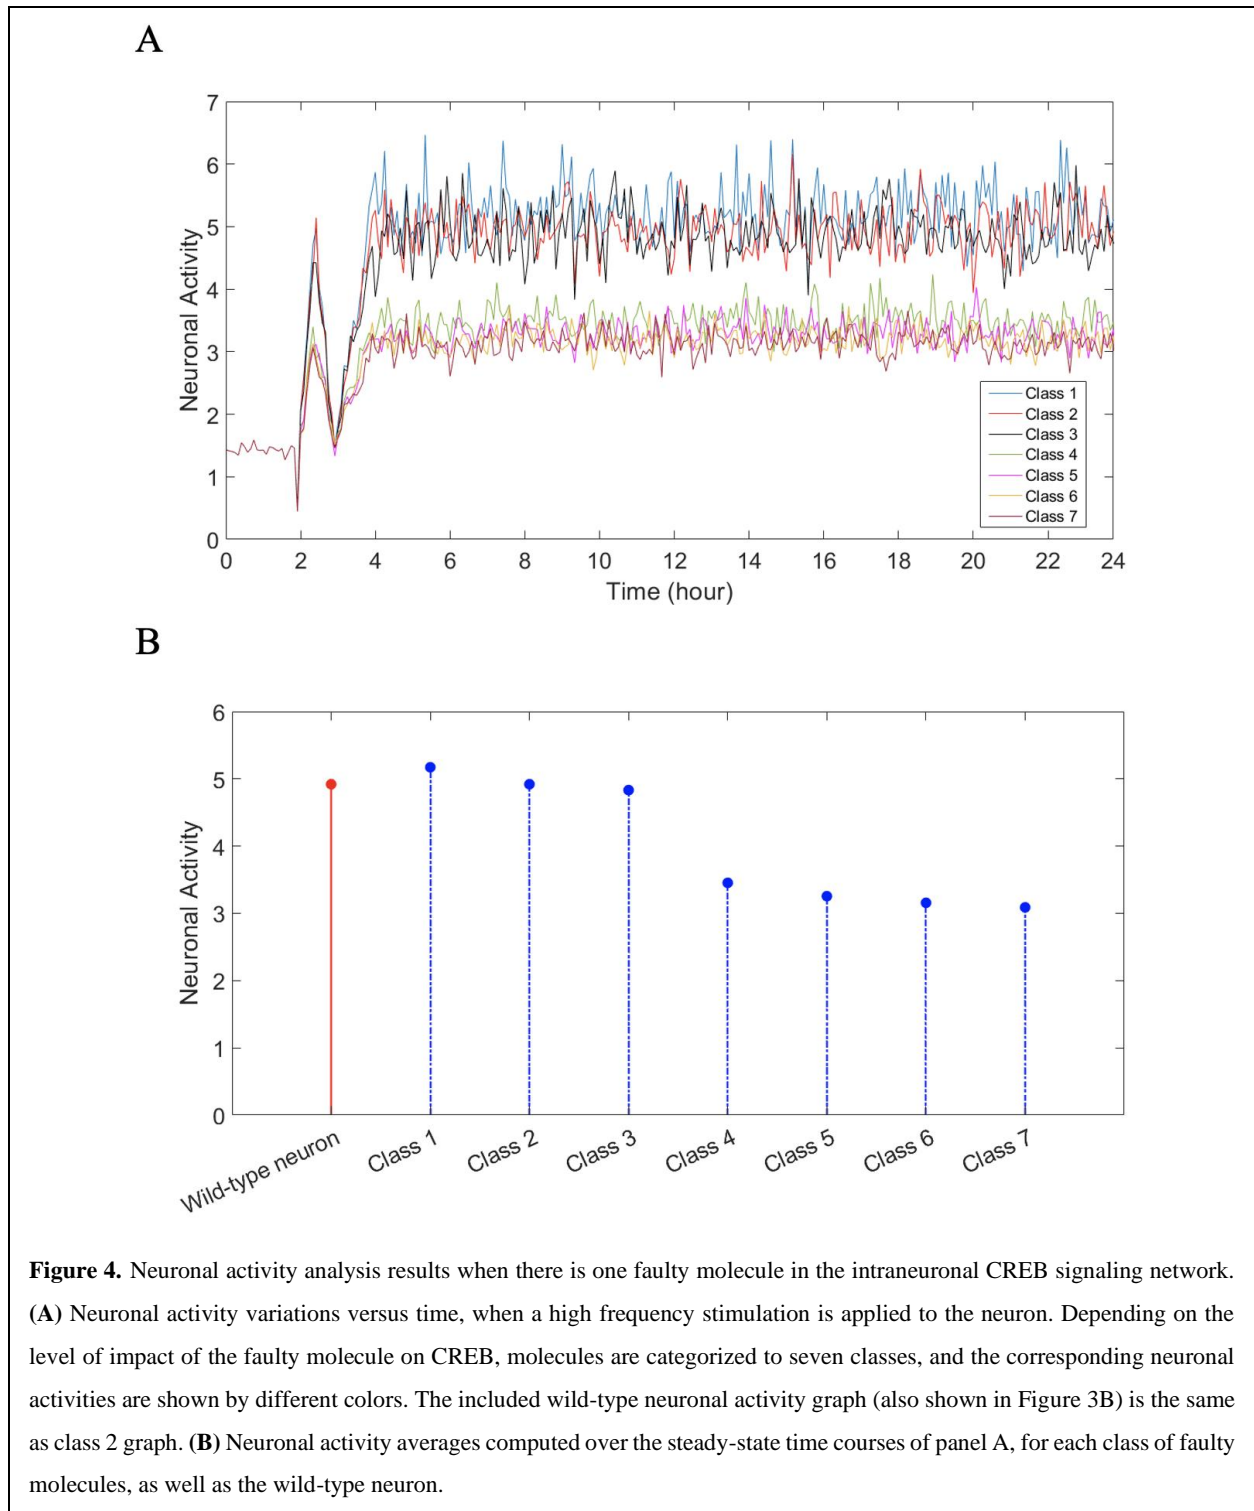 A
7
6
5
4
3
2
1
0
Neuronal Activity
Class 1
Class 2
Class 3
Class 4
Class 5
Class 6
Class 7
0 2 4 6 8 10 12 14 16 18 20 22 24
Time (hour)
B
6
5
4
3
2
1
0
Neuronal Activity
Wild-type neuron
Class 1
Class 2
Class 3
Class 4
Class 5
Class 6
Class 7
Figure 4. Neuronal activity analysis results when there is one faulty molecule in the intraneuronal CREB signaling network.
(A) Neuronal activity variations versus time, when a high frequency stimulation is applied to the neuron. Depending on the
level of impact of the faulty molecule on CREB, molecules are categorized to seven classes, and the corresponding neuronal
activities are shown by different colors. The included wild-type neuronal activity graph (also shown in Figure 3B) is the same
as class 2 graph. (B) Neuronal activity averages computed over the steady-state time courses of panel A, for each class of faulty
molecules, as well as the wild-type neuron.